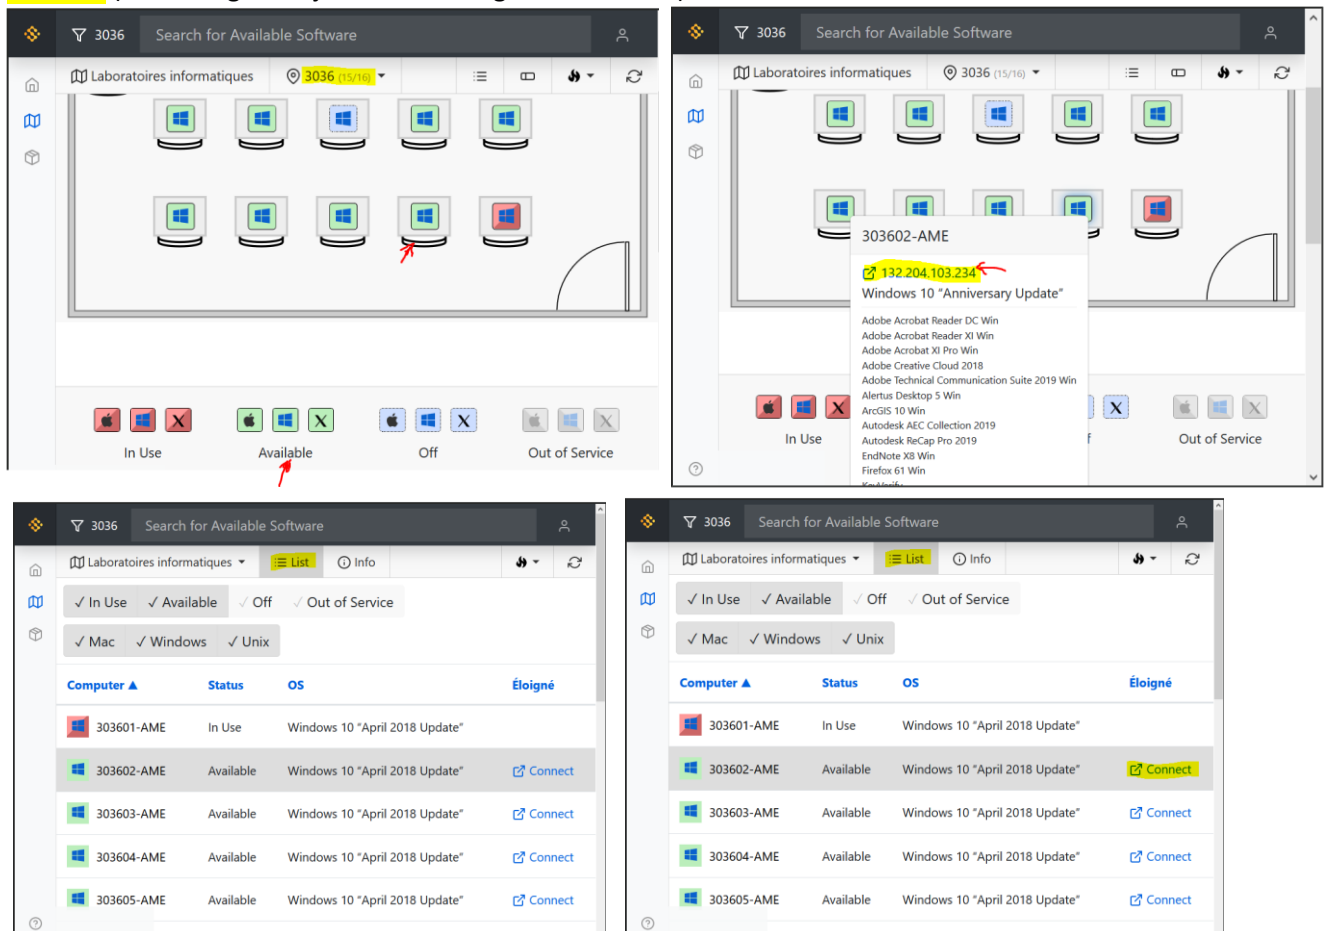 3036 Search for Available Software
Laboratoires informatiques 3036 (15/16)
In Use Available Off Out of Service
3036 Search for Available Software
Laboratoires informatiques 3036 (15/16)
303602-AME
132.204.103.234
Windows 10 “Anniversary Update”
Adobe Acrobat Reader DC Win
Adobe Acrobat Reader XI Win
Adobe Acrobat XI Pro Win
Adobe Creative Cloud 2018
Adobe Technical Communication Suite 2019 Win
Alertus Desktop 5 Win
ArcGIS 10 Win
Autodesk AEC Collection 2019
Autodesk ReCap Pro 2019
EndNote X8 Win
Firefox 61 Win
In Use Out of Service
3036 Search for Available Software
Laboratoires informatiques List Info
✓ In Use ✓ Available ✓ Off ✓ Out of Service
✓ Mac ✓ Windows ✓ Unix
Computer ▲ Status OS Éloigné
303601-AME In Use Windows 10 “April 2018 Update”
303602-AME Available Windows 10 “April 2018 Update” Connect
303603-AME Available Windows 10 “April 2018 Update” Connect
303604-AME Available Windows 10 “April 2018 Update” Connect
303605-AME Available Windows 10 “April 2018 Update” Connect
3036 Search for Available Software
Laboratoires informatiques List Info
✓ In Use ✓ Available ✓ Off ✓ Out of Service
✓ Mac ✓ Windows ✓ Unix
Computer ▲ Status OS Éloigné
303601-AME In Use Windows 10 “April 2018 Update”
303602-AME Available Windows 10 “April 2018 Update” Connect
303603-AME Available Windows 10 “April 2018 Update” Connect
303604-AME Available Windows 10 “April 2018 Update” Connect
303605-AME Available Windows 10 “April 2018 Update” Connect